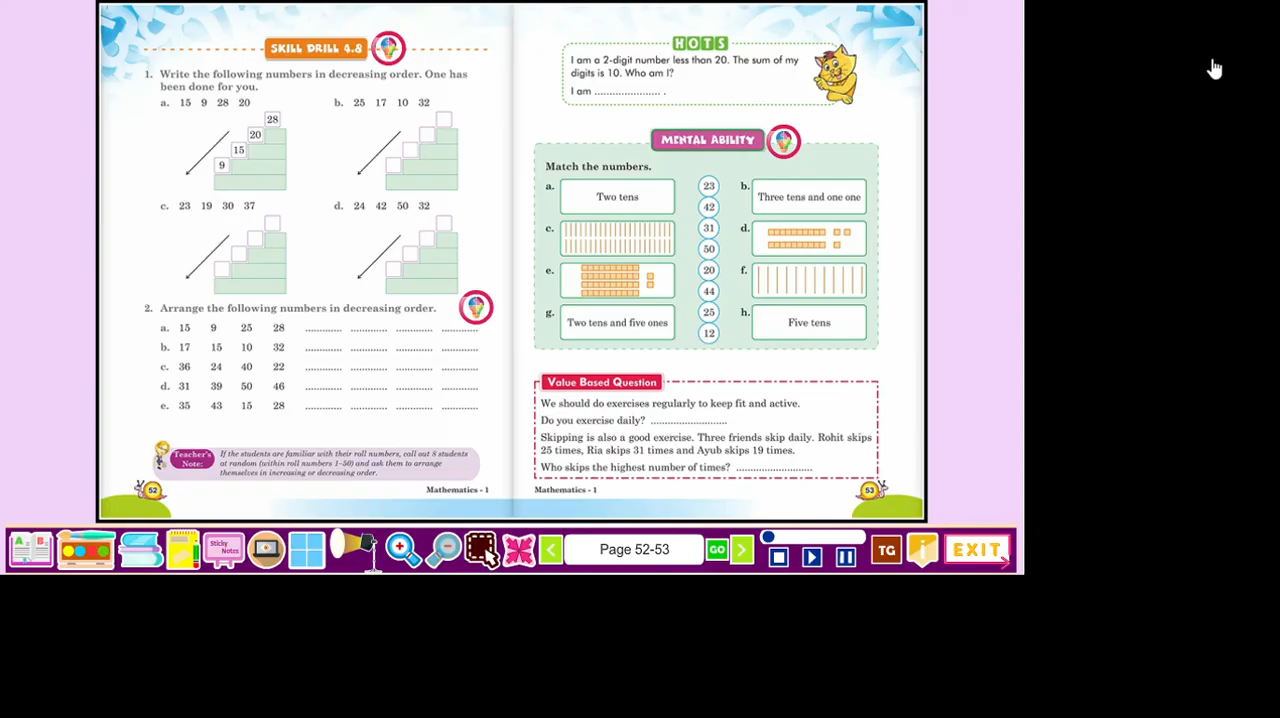 SKILL DRILL 4.8
1. Write the following numbers in decreasing order. One has
been done for you.
a. 15 9 28 20
b. 25 17 10 32
28
20
15
9
c. 23 19 30 37
d. 24 42 50 32
2. Arrange the following numbers in decreasing order.
a. 15 9 25 28 ............. ............. ............. .............
b. 17 15 10 32 ............. ............. ............. .............
c. 36 24 40 22 ............. ............. ............. .............
d. 31 39 50 46 ............. ............. ............. .............
e. 35 43 15 28 ............. ............. ............. .............
Teacher's
Note:
If the students are familiar with their roll numbers, call out 8 students
at random (within roll numbers 1-50) and ask them to arrange
themselves in increasing or decreasing order.
52
Mathematics - 1
HOTS
I am a 2-digit number less than 20. The sum of my
digits is 10. Who am I?
I am ...................... .
MENTAL ABILITY
Match the numbers.
a. Two tens
b. Three tens and one one
c.
d.
e.
f.
g. Two tens and five ones
h. Five tens
23
42
31
50
20
44
25
12
Value Based Question
We should do exercises regularly to keep fit and active.
Do you exercise daily? .........................
Skipping is also a good exercise. Three friends skip daily. Rohit skips
25 times, Ria skips 31 times and Ayub skips 19 times.
Who skips the highest number of times? .........................
Mathematics - 1
53
A B
Sticky
Notes
Page 52-53
GO
TG
EXIT